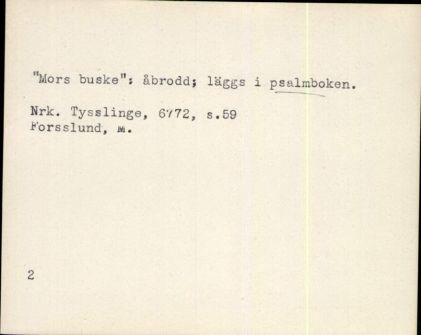 "Mors buske": åbrodd; läggs i psalmboken.
Nrk. Tysslinge, 6772, s.59
Forsslund, M.
2